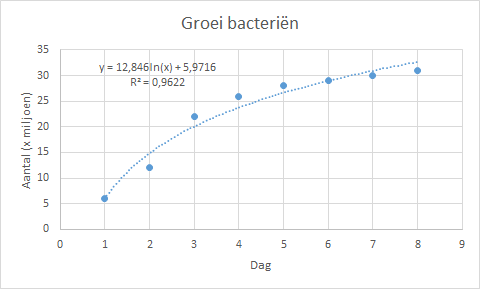 Groei bacteriën
y = 12,846ln(x) + 5,9716
R² = 0,9622
Aantal (x miljoen)
35
30
25
20
15
10
5
0
0 1 2 3 4 5 6 7 8 9
Dag